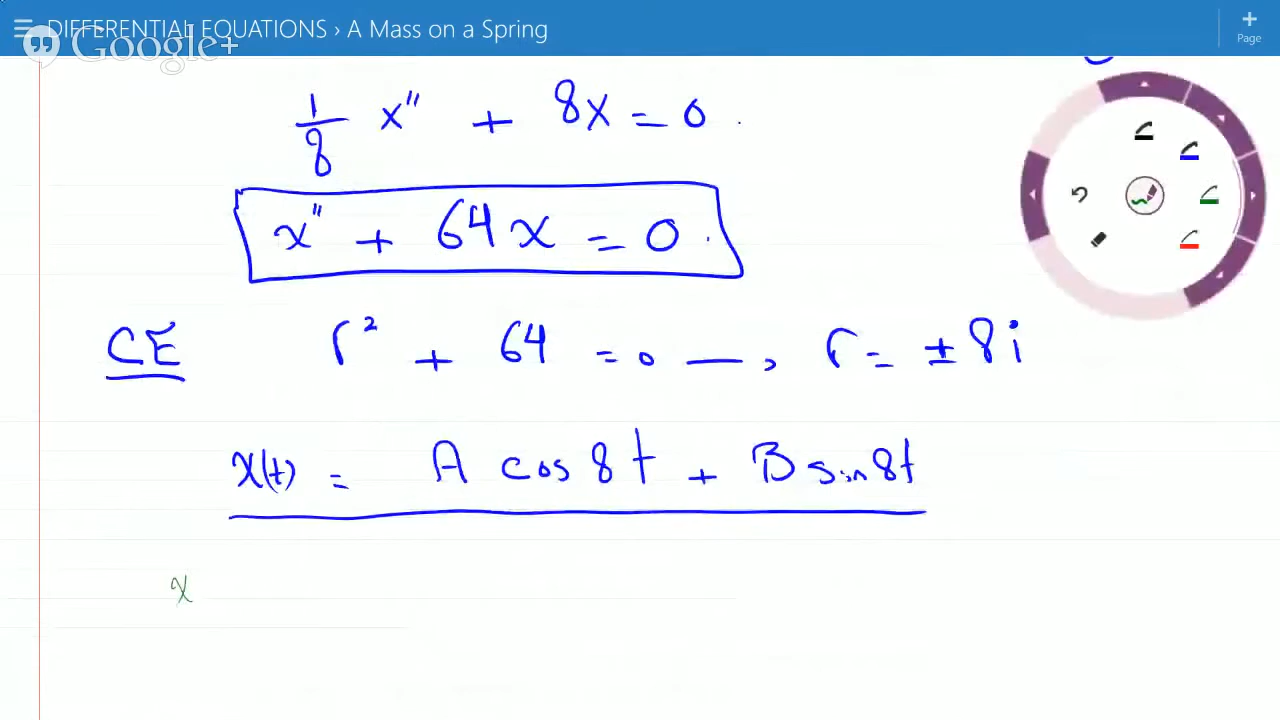 DIFFERENTIAL EQUATIONS › A Mass on a Spring
Google+
Page
1/8 x'' + 8x = 0.
x'' + 64x = 0.
CE r² + 64 = 0 —, r = ± 8i
x(t) = A cos 8t + B sin 8t
x